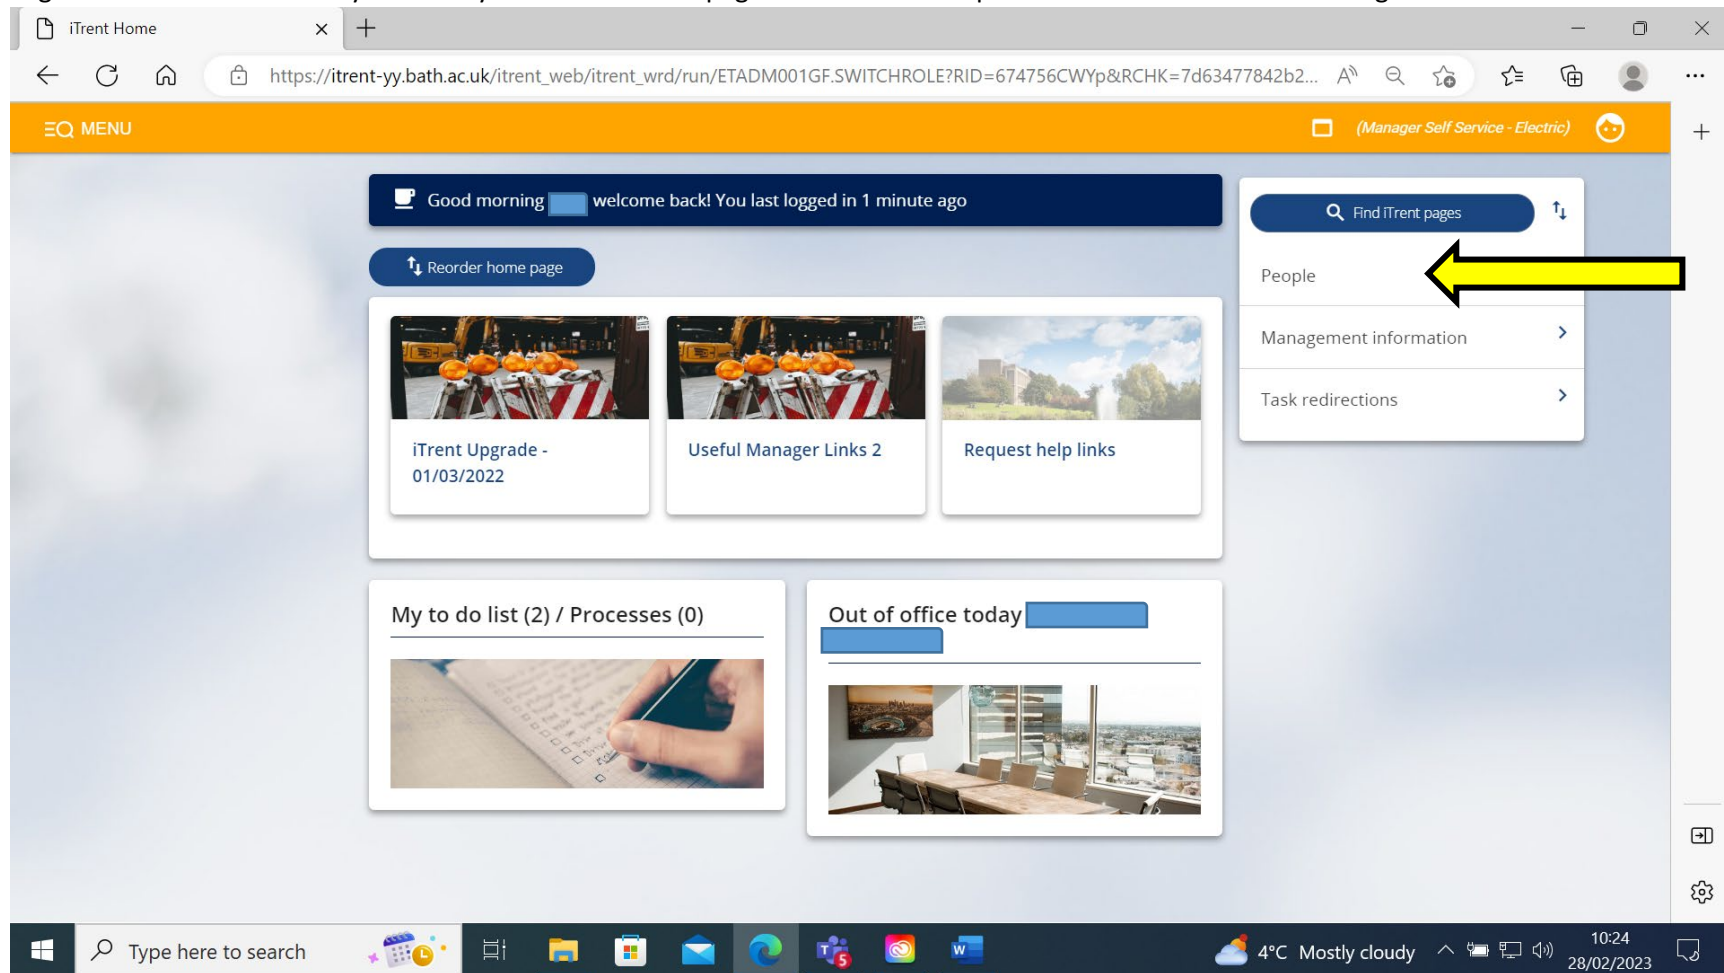 iTrent Home
https://itrent-yy.bath.ac.uk/itrent_web/itrent_wrd/run/ETADM001GF.SWITCHROLE?RID=674756CWYp&RCHK=7d63477842b2...
MENU
(Manager Self Service - Electric)
Good morning welcome back! You last logged in 1 minute ago
Find iTrent pages
Reorder home page
People
Management information
Task redirections
iTrent Upgrade -
01/03/2022
Useful Manager Links 2
Request help links
My to do list (2) / Processes (0)
Out of office today
Type here to search
5
4°C Mostly cloudy
10:24
28/02/2023